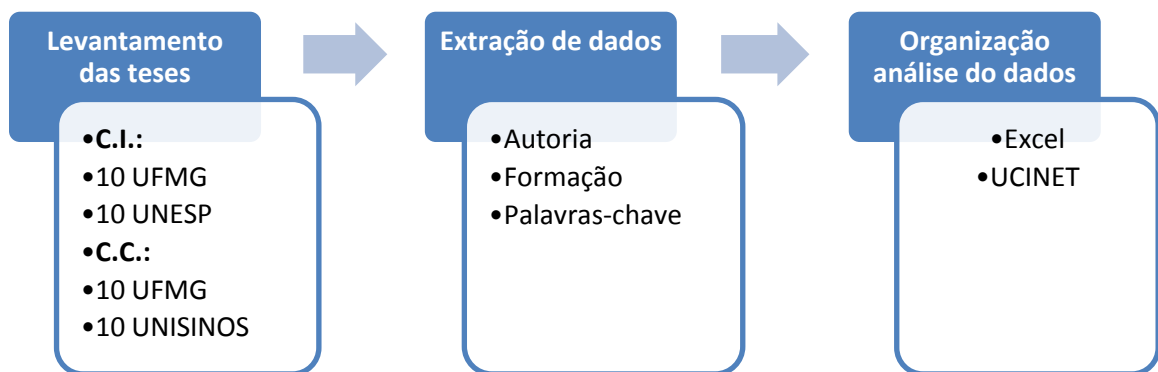 Levantamento
das teses
•C.I.:
•10 UFMG
•10 UNESP
•C.C.:
•10 UFMG
•10 UNISINOS
Extração de dados
•Autoria
•Formação
•Palavras-chave
Organização
análise do dados
•Excel
•UCINET